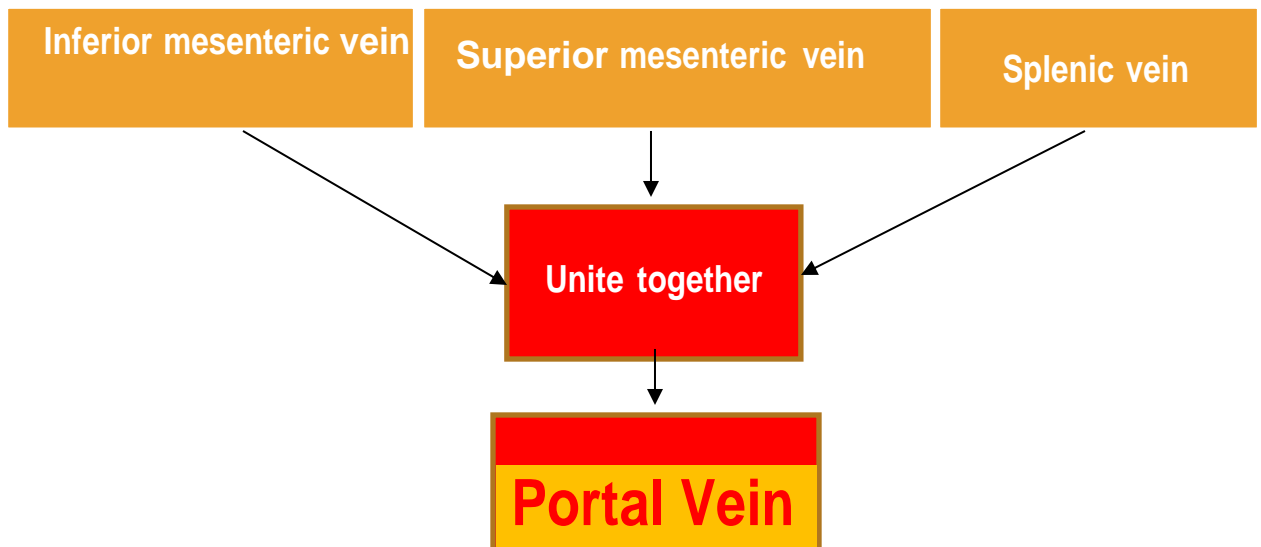 Inferior mesenteric vein
Superior mesenteric vein
Splenic vein
Unite together
Portal Vein